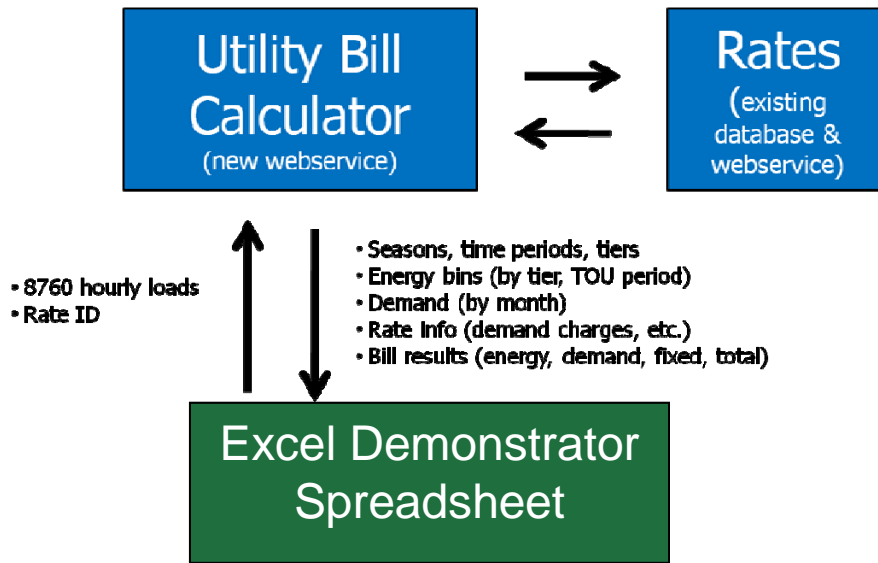 Utility Bill
Calculator
(new webservice)
Rates
(existing
database &
webservice)
• 8760 hourly loads
• Rate ID
• Seasons, time periods, tiers
• Energy bins (by tier, TOU period)
• Demand (by month)
• Rate info (demand charges, etc.)
• Bill results (energy, demand, fixed, total)
Excel Demonstrator
Spreadsheet